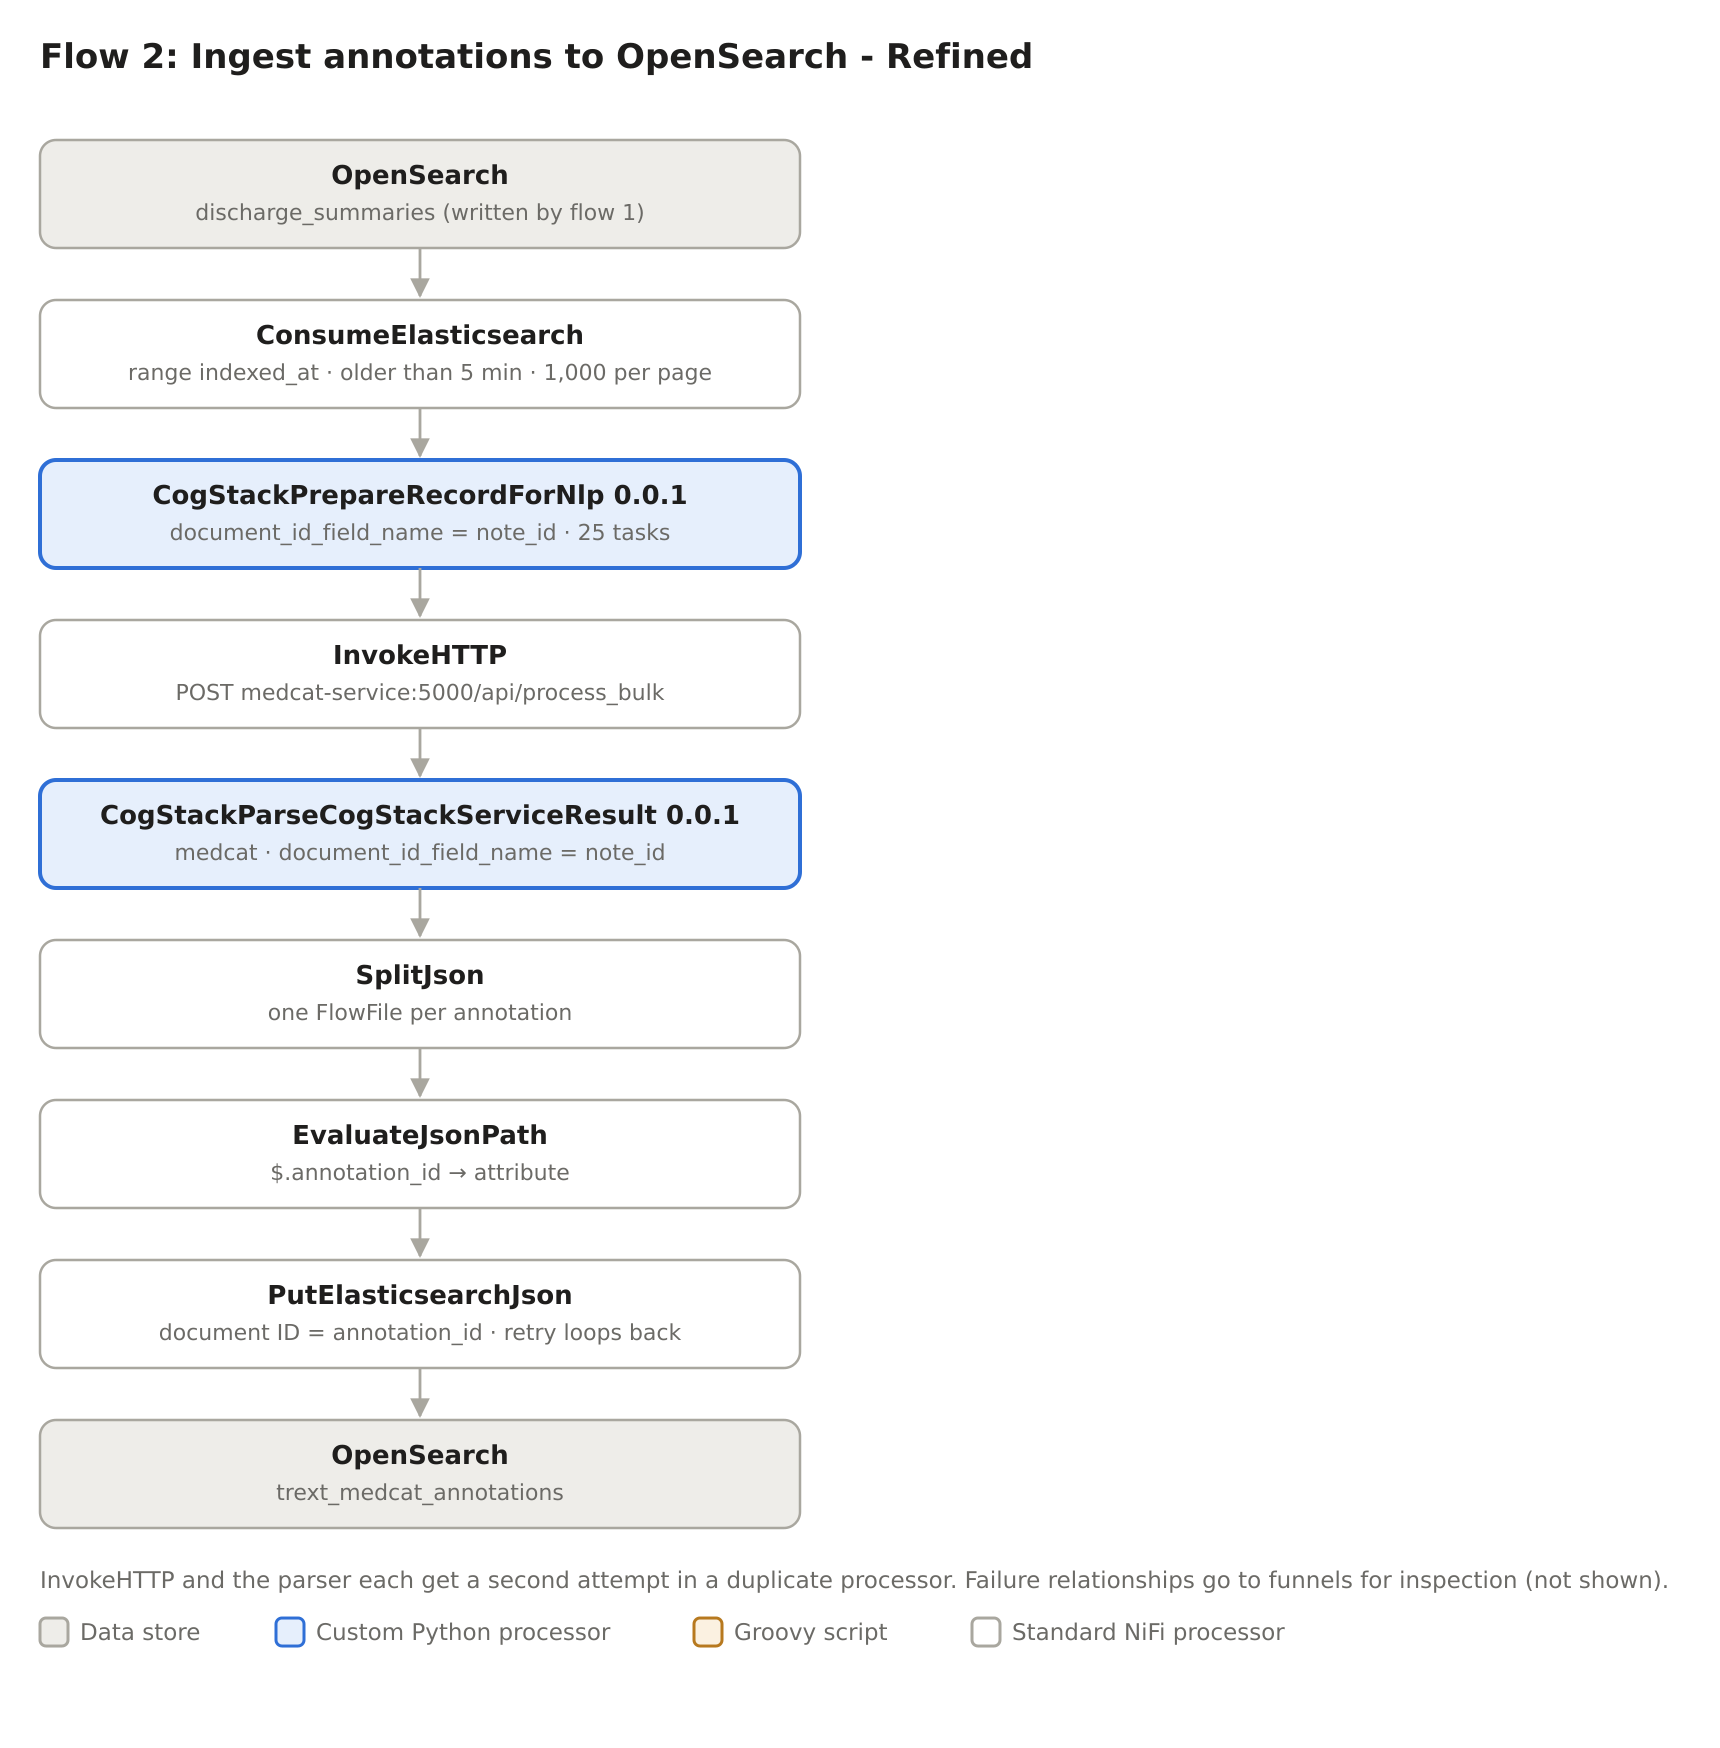 Flow 2: Ingest annotations to OpenSearch - Refined
OpenSearch
discharge_summaries (written by flow 1)
ConsumeElasticsearch
range indexed_at · older than 5 min · 1,000 per page
CogStackPrepareRecordForNlp 0.0.1
document_id_field_name = note_id · 25 tasks
InvokeHTTP
POST medcat-service:5000/api/process_bulk
CogStackParseCogStackServiceResult 0.0.1
medcat · document_id_field_name = note_id
SplitJson
one FlowFile per annotation
EvaluateJsonPath
$.annotation_id → attribute
PutElasticsearchJson
document ID = annotation_id · retry loops back
OpenSearch
trext_medcat_annotations
InvokeHTTP and the parser each get a second attempt in a duplicate processor. Failure relationships go to funnels for inspection (not shown).
Data store
Custom Python processor
Groovy script
Standard NiFi processor